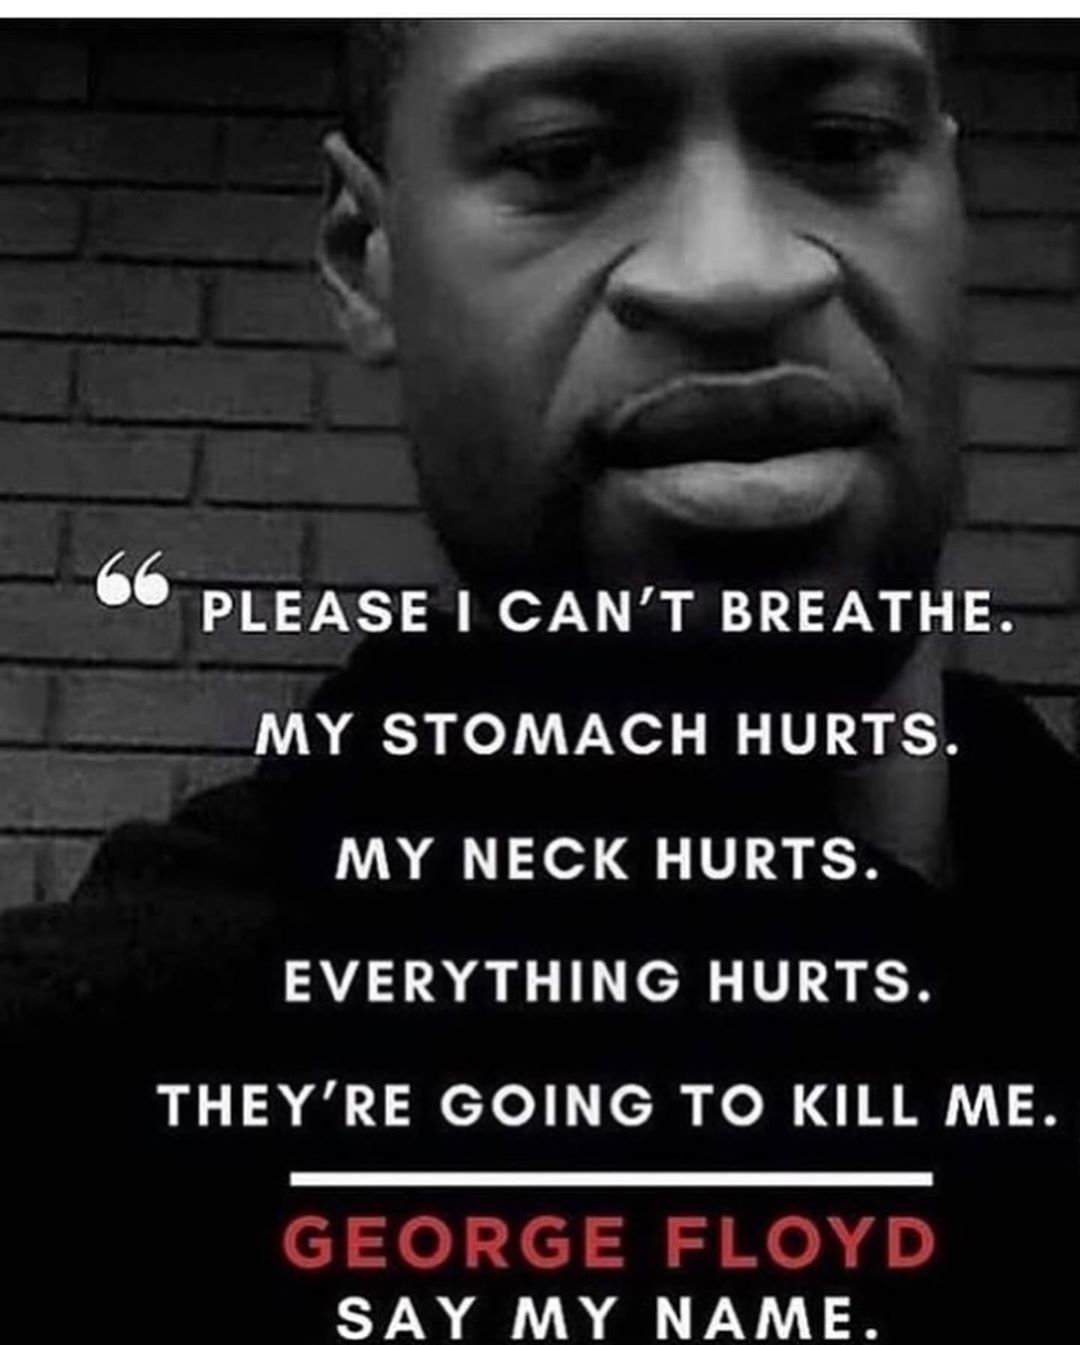 “ PLEASE I CAN’T BREATHE.
MY STOMACH HURTS.
MY NECK HURTS.
EVERYTHING HURTS.
THEY’RE GOING TO KILL ME.
GEORGE FLOYD
SAY MY NAME.